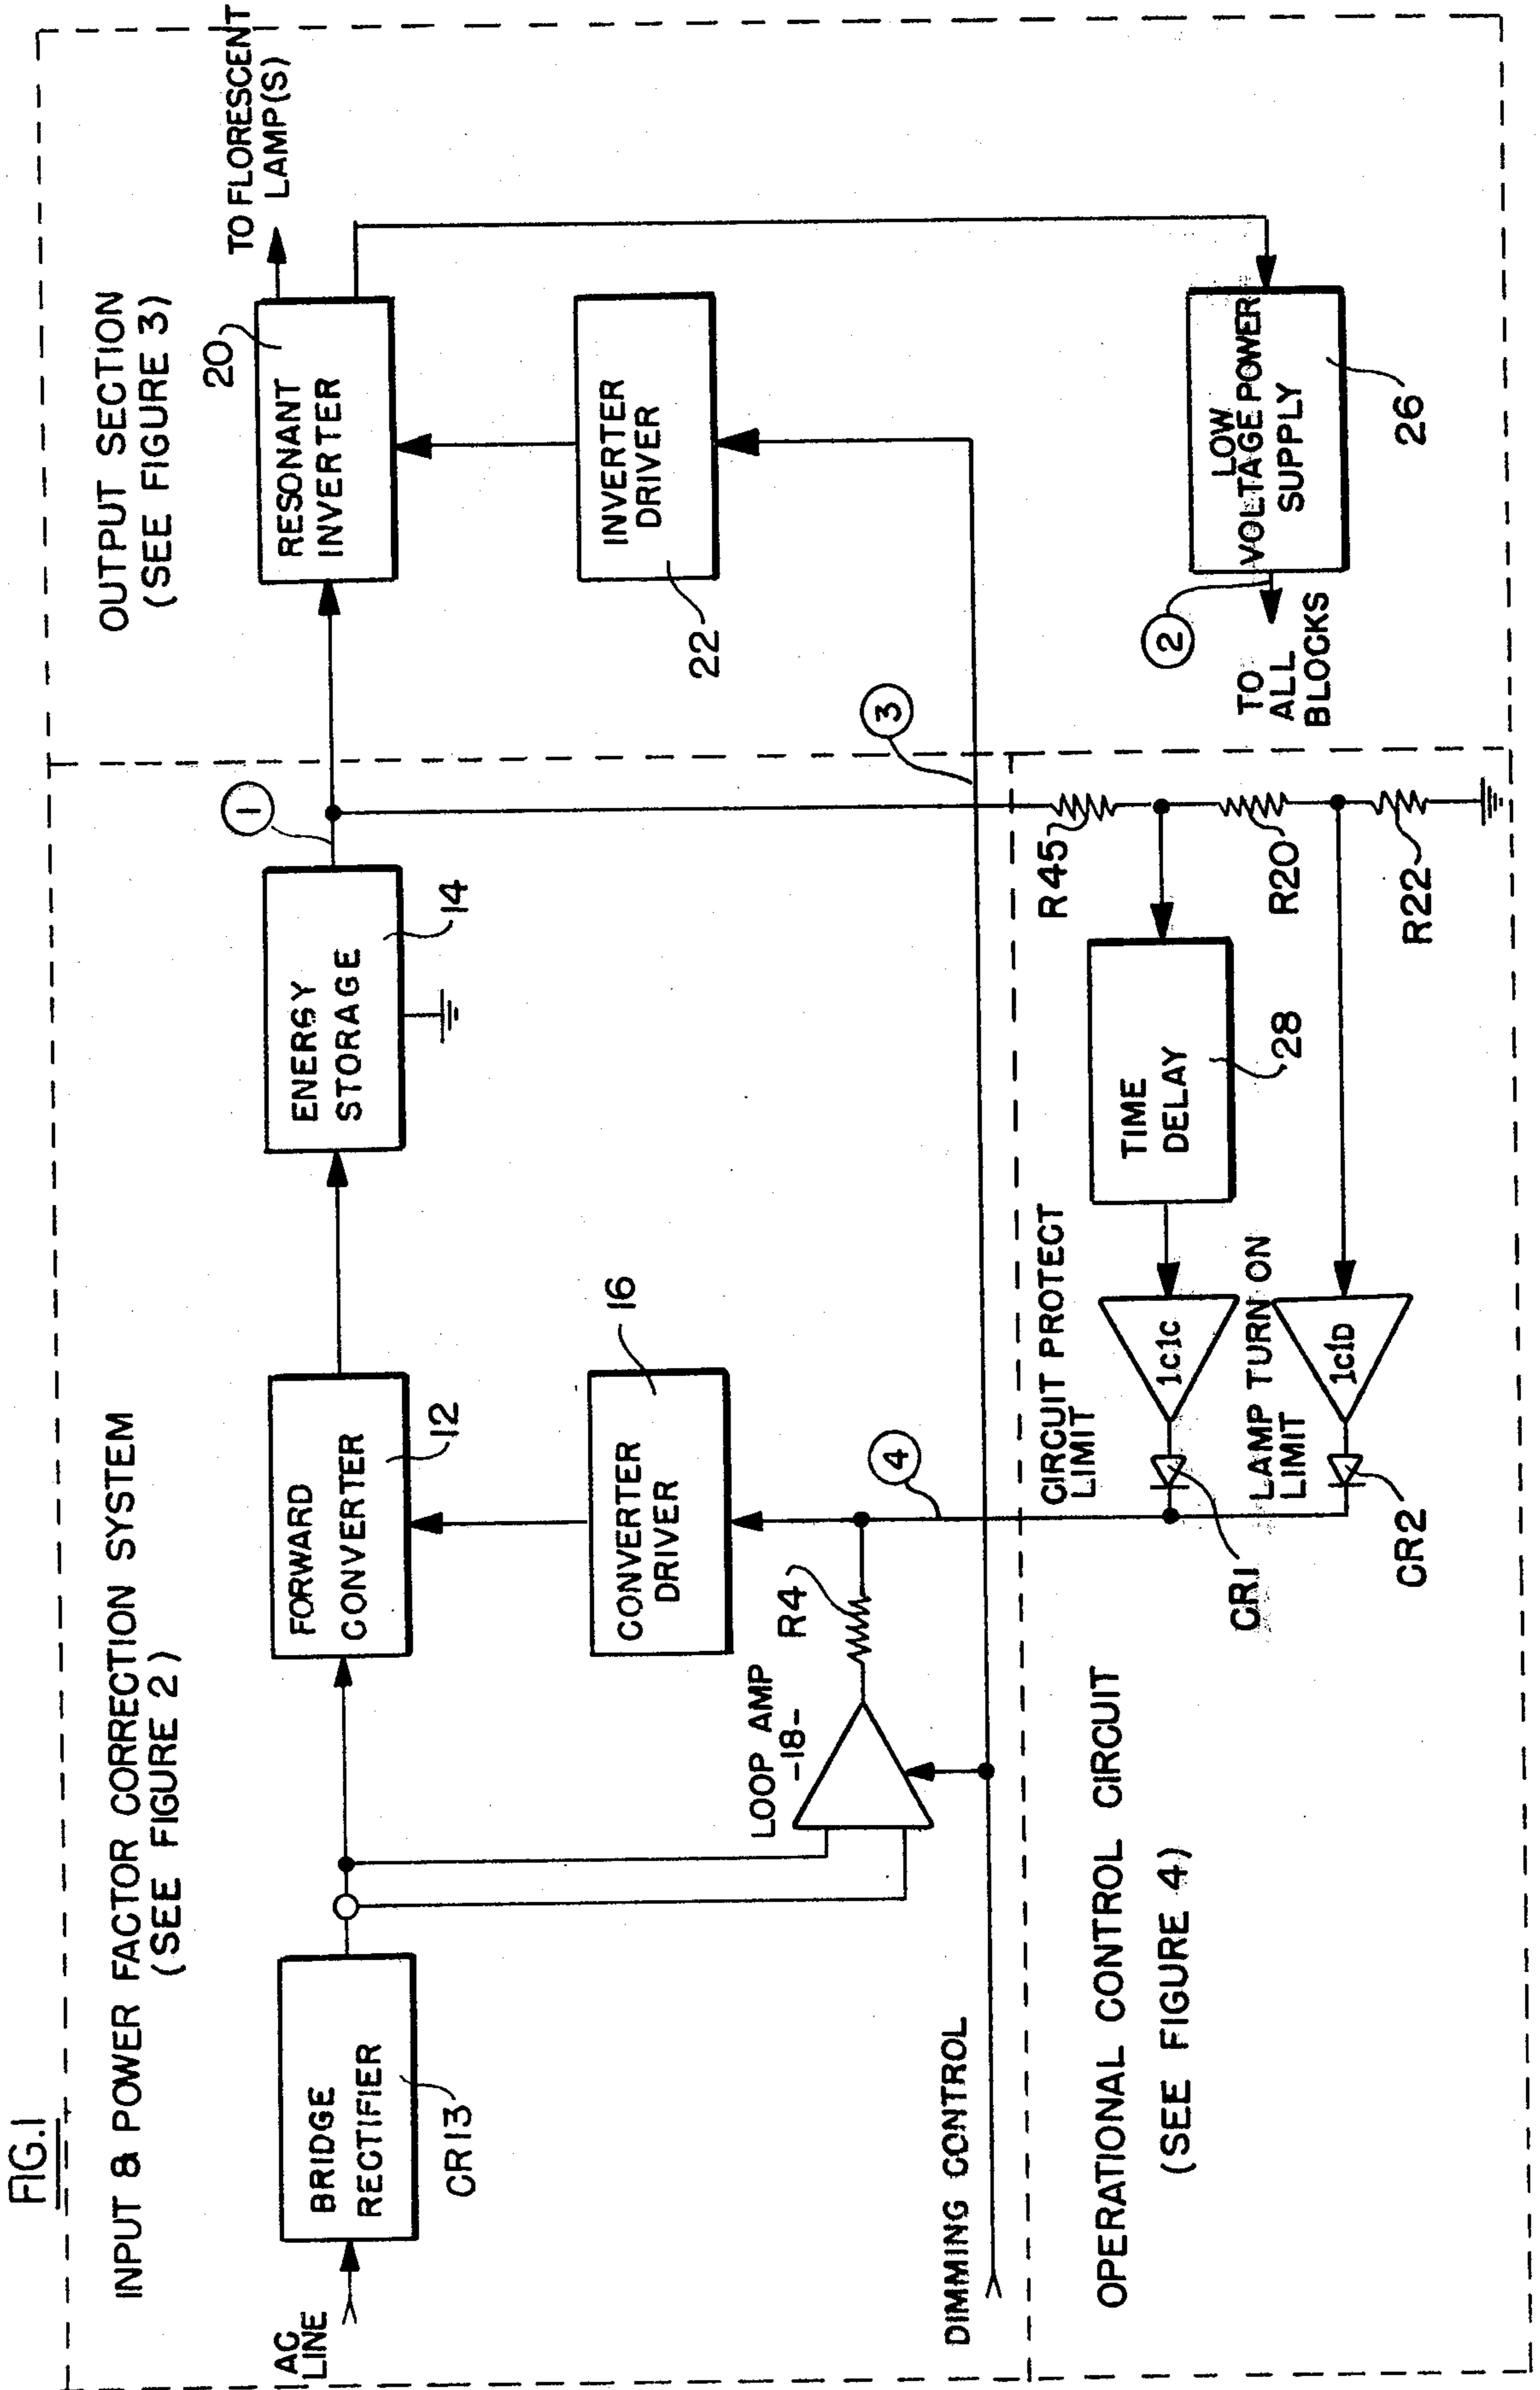 FIG.1
INPUT & POWER FACTOR CORRECTION SYSTEM
(SEE FIGURE 2)
OUTPUT SECTION
(SEE FIGURE 3)
AC
LINE
BRIDGE
RECTIFIER
CR13
FORWARD
CONVERTER
12
ENERGY
STORAGE
14
1
RESONANT
INVERTER
20
TO FLORESCENT
LAMP(S)
CONVERTER
DRIVER
16
INVERTER
DRIVER
22
LOOP AMP
-18-
R4
4
3
DIMMING CONTROL
OPERATIONAL CONTROL CIRCUIT
(SEE FIGURE 4)
CIRCUIT PROTECT
LIMIT
1c1c
CR1
TIME
DELAY
28
R45
R20
R22
LAMP TURN ON
LIMIT
1c1D
CR2
LOW
VOLTAGE POWER
SUPPLY
26
2
TO
ALL
BLOCKS